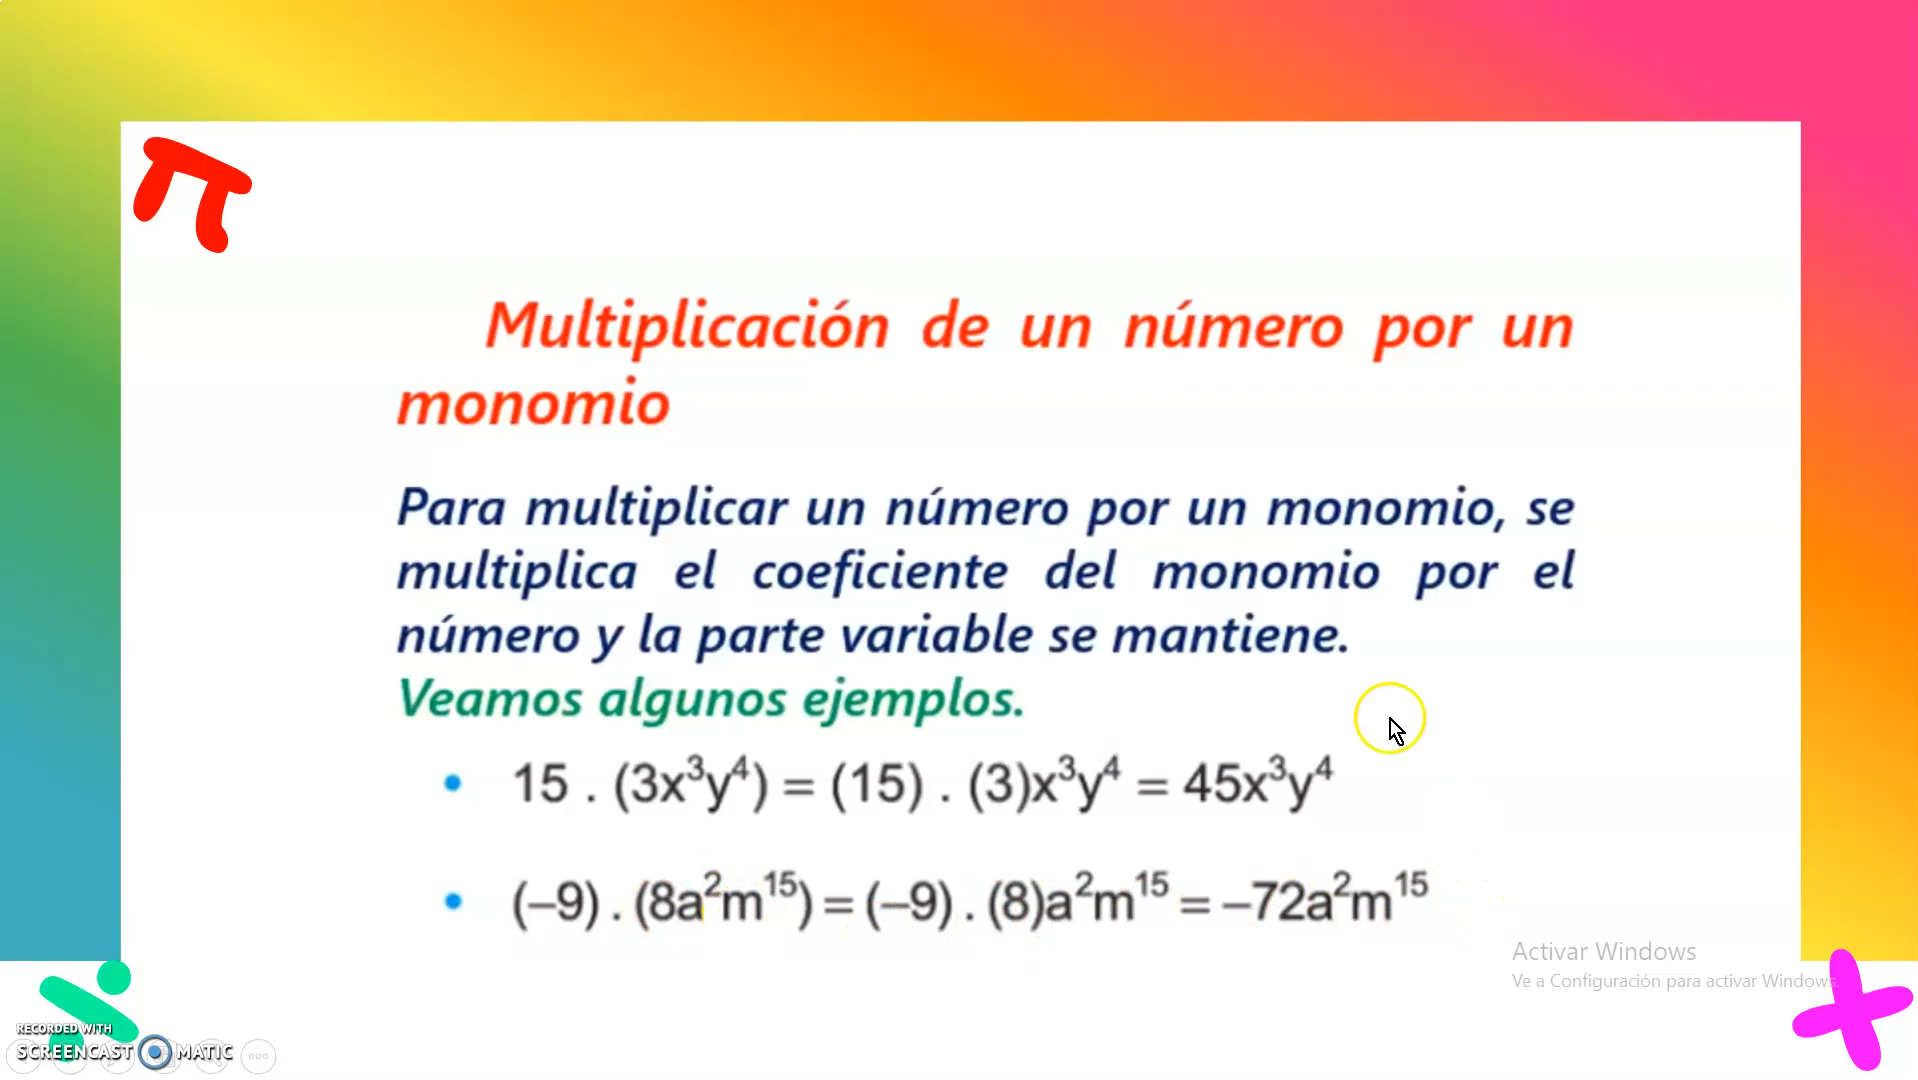 π
Multiplicación de un número por un
monomio
Para multiplicar un número por un monomio, se
multiplica el coeficiente del monomio por el
número y la parte variable se mantiene.
Veamos algunos ejemplos.
• 15 . (3x³y⁴) = (15) . (3)x³y⁴ = 45x³y⁴
• (–9) . (8a²m¹⁵) = (–9) . (8)a²m¹⁵ = –72a²m¹⁵
Activar Windows
Ve a Configuración para activar Windows.
RECORDED WITH
SCREENCAST MATIC